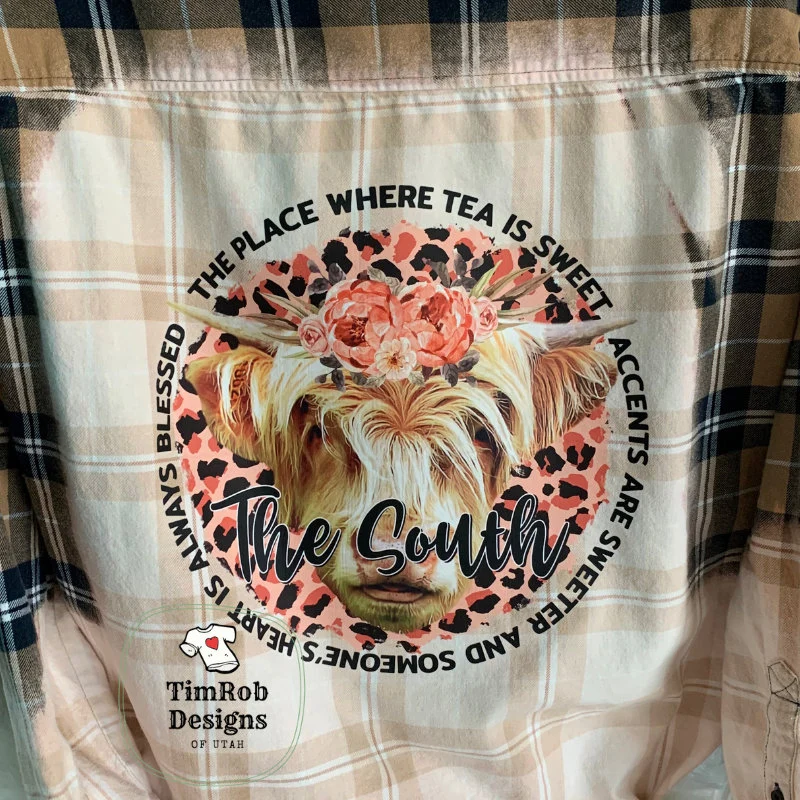 THE PLACE WHERE TEA IS SWEET ACCENTS ARE SWEETER AND SOMEONE'S HEART IS ALWAYS BLESSED
The South
TimRob
Designs
OF UTAH